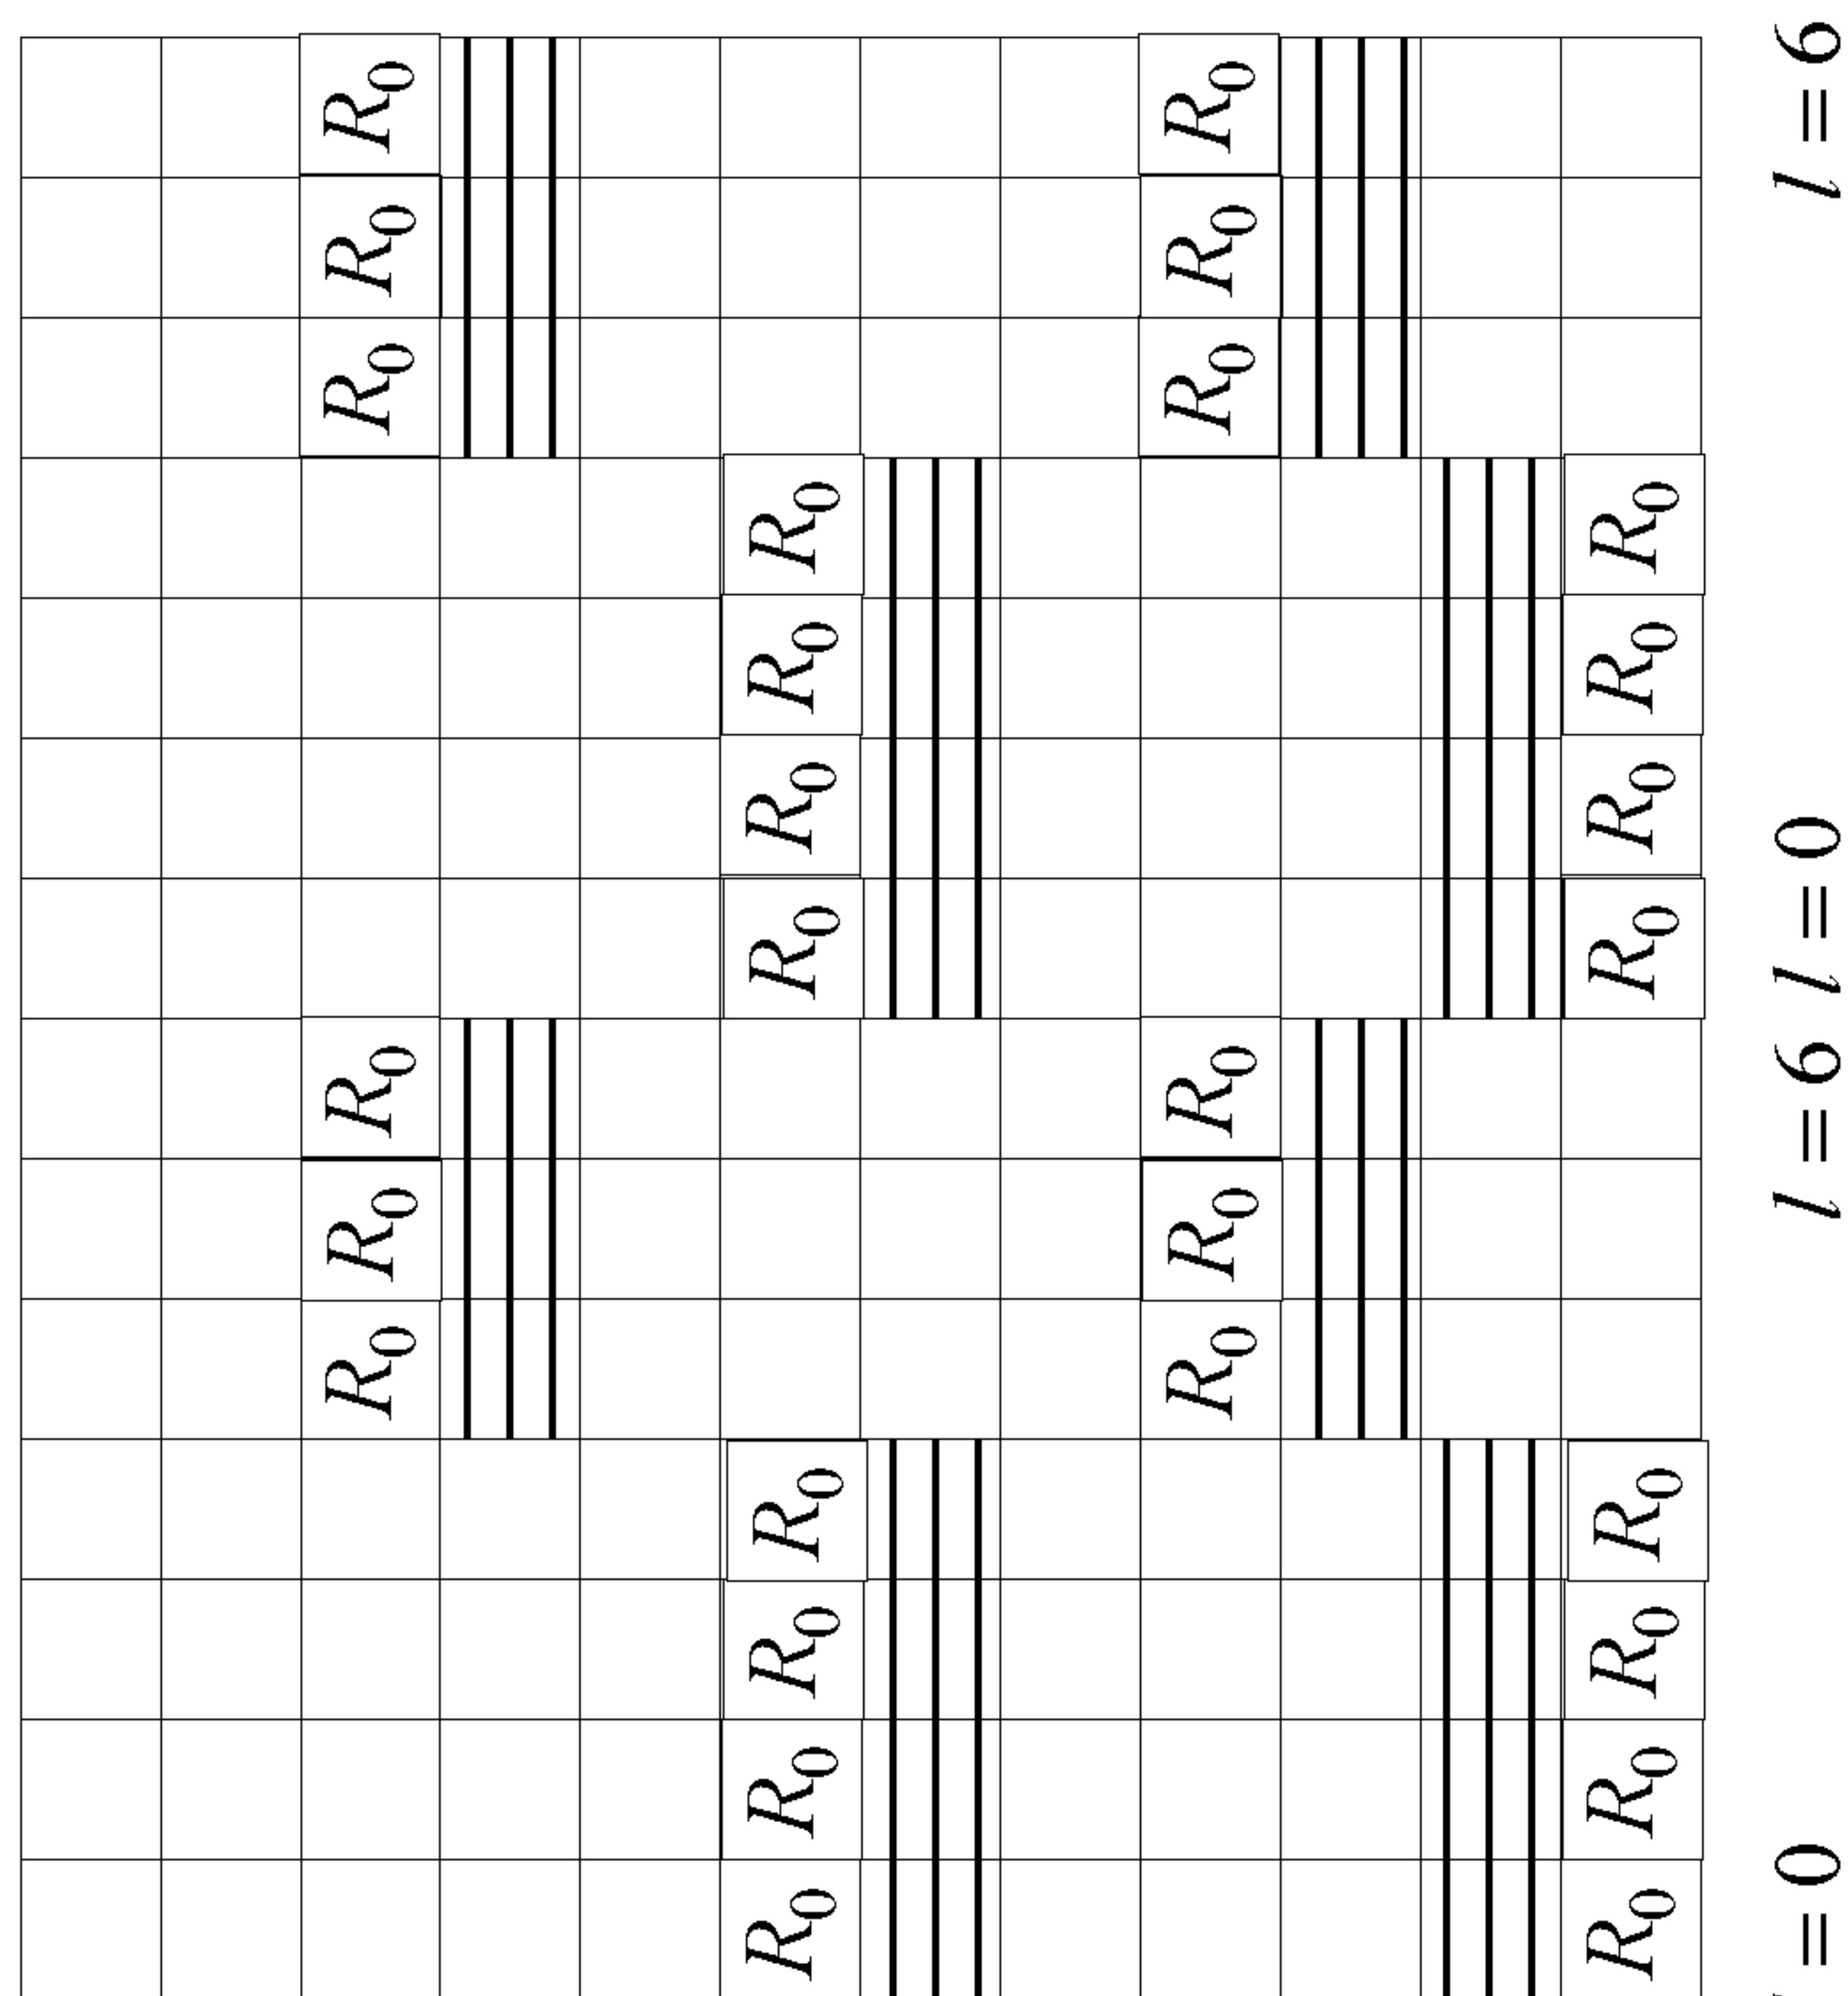 R₀ R₀ R₀ R₀ R₀ R₀
R₀ R₀ R₀ R₀ R₀ R₀ R₀ R₀
R₀ R₀ R₀ R₀ R₀ R₀
R₀ R₀ R₀ R₀ R₀ R₀ R₀ R₀
= 0 l = 6 l = 0 l = 6